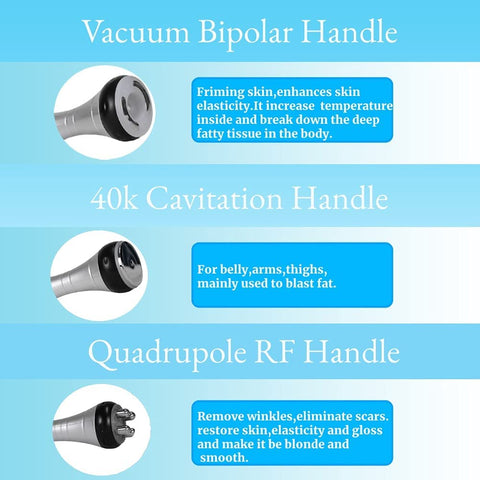 Vacuum Bipolar Handle
Friming skin,enhances skin
elasticity.It increase temperature
inside and break down the deep
fatty tissue in the body.
40k Cavitation Handle
For belly,arms,thighs,
mainly used to blast fat.
Quadrupole RF Handle
Remove winkles,eliminate scars.
restore skin,elasticity and gloss
and make it be blonde and
smooth.